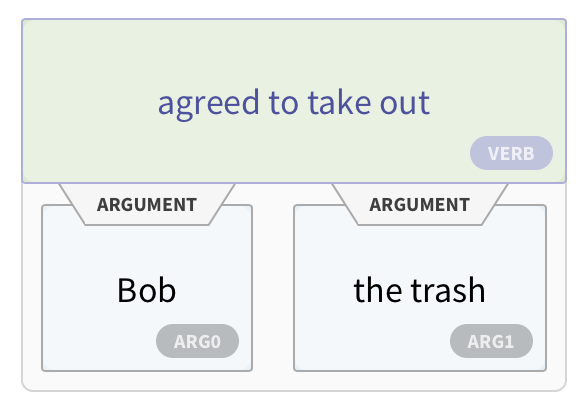 agreed to take out
VERB
ARGUMENT
ARGUMENT
Bob
the trash
ARG0
ARG1